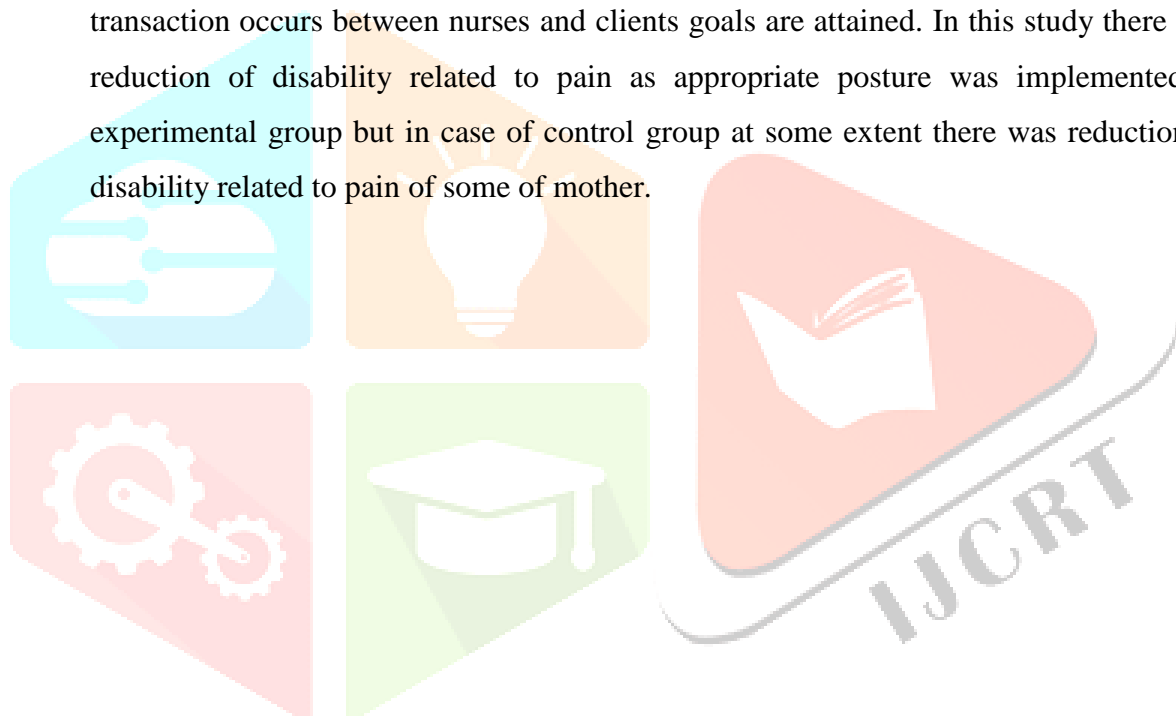 transaction occurs between nurses and clients goals are attained. In this study there
reduction of disability related to pain as appropriate posture was implemented
experimental group but in case of control group at some extent there was reduction
disability related to pain of some of mother.
IJCRT